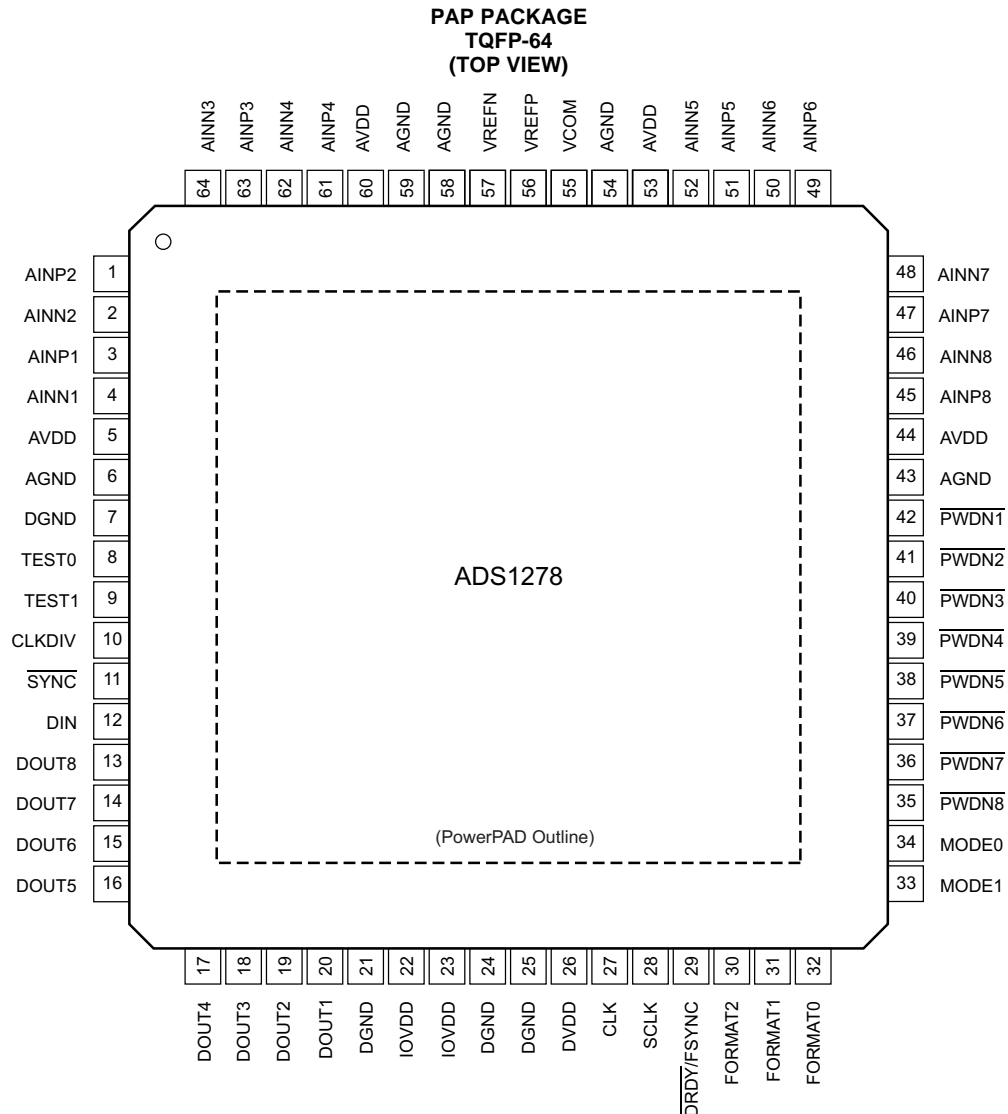 PAP PACKAGE
TQFP-64
(TOP VIEW)
AINN3 AINP3 AINN4 AINP4 AVDD AGND AGND VREFN VREFP VCOM AGND AVDD AINN5 AINP5 AINN6 AINP6
64 63 62 61 60 59 58 57 56 55 54 53 52 51 50 49
AINP2 1 48 AINN7
AINN2 2 47 AINP7
AINP1 3 46 AINN8
AINN1 4 45 AINP8
AVDD 5 44 AVDD
AGND 6 43 AGND
DGND 7 42 PWDN1
TEST0 8 41 PWDN2
ADS1278
TEST1 9 40 PWDN3
CLKDIV 10 39 PWDN4
SYNC 11 38 PWDN5
DIN 12 37 PWDN6
DOUT8 13 36 PWDN7
DOUT7 14 35 PWDN8
DOUT6 15 (PowerPAD Outline) 34 MODE0
DOUT5 16 33 MODE1
17 18 19 20 21 22 23 24 25 26 27 28 29 30 31 32
DOUT4 DOUT3 DOUT2 DOUT1 DGND IOVDD IOVDD DGND DGND DVDD CLK SCLK DRDY/FSYNC FORMAT2 FORMAT1 FORMAT0